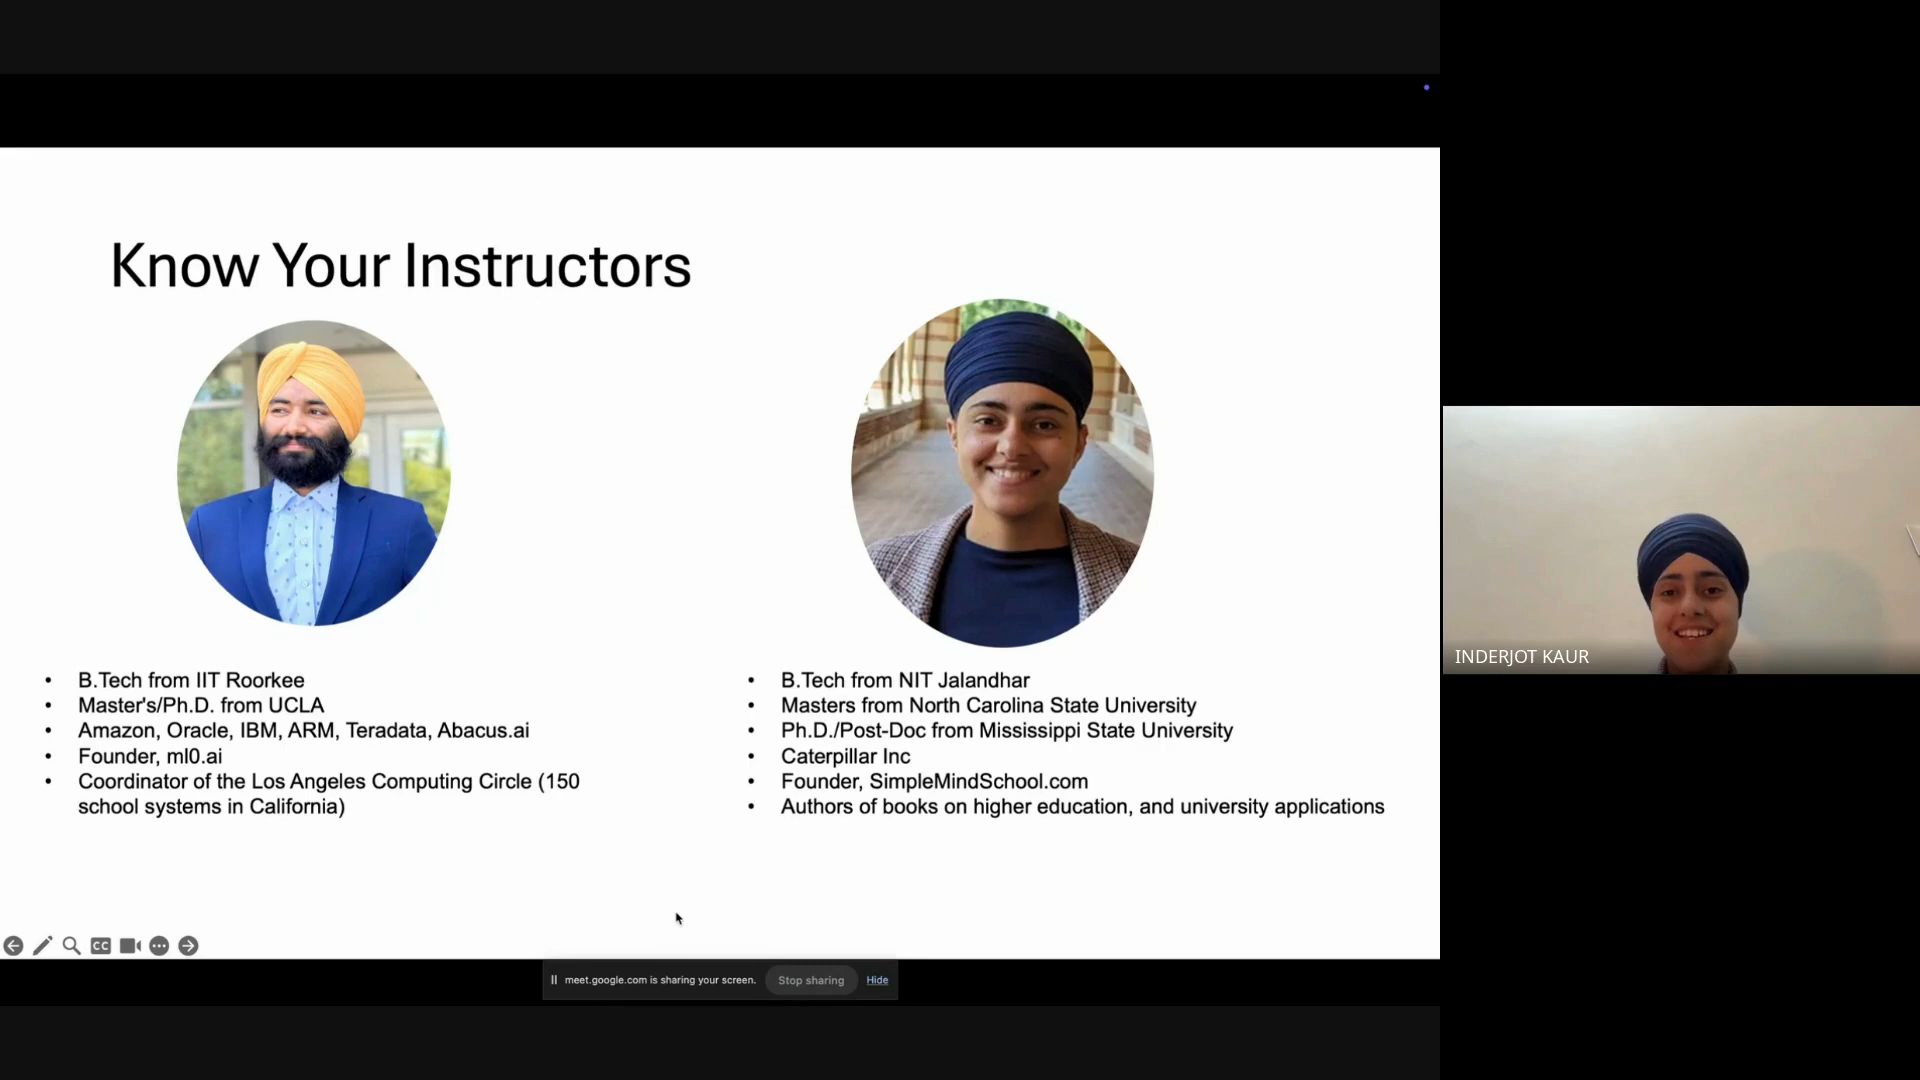 Know Your Instructors
• B.Tech from IIT Roorkee
• Master's/Ph.D. from UCLA
• Amazon, Oracle, IBM, ARM, Teradata, Abacus.ai
• Founder, ml0.ai
• Coordinator of the Los Angeles Computing Circle (150
school systems in California)
• B.Tech from NIT Jalandhar
• Masters from North Carolina State University
• Ph.D./Post-Doc from Mississippi State University
• Caterpillar Inc
• Founder, SimpleMindSchool.com
• Authors of books on higher education, and university applications
INDERJOT KAUR
CC
meet.google.com is sharing your screen. Stop sharing Hide